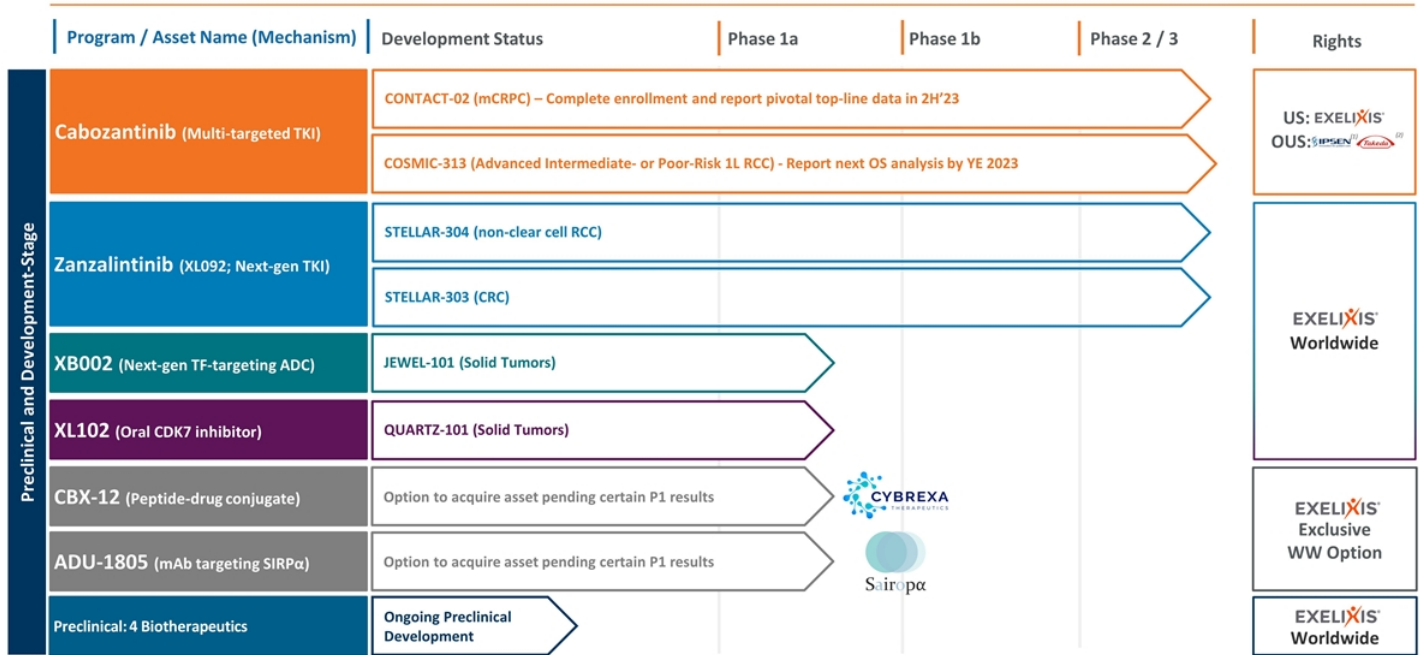 Program / Asset Name (Mechanism)
Development Status
Phase 1a
Phase 1b
Phase 2 / 3
Rights
Preclinical and Development-Stage
Cabozantinib (Multi-targeted TKI)
CONTACT-02 (mCRPC) – Complete enrollment and report pivotal top-line data in 2H'23
COSMIC-313 (Advanced Intermediate- or Poor-Risk 1L RCC) - Report next OS analysis by YE 2023
US: EXELIXIS®
OUS: IPSEN (1) Takeda (2)
Zanzalintinib (XL092; Next-gen TKI)
STELLAR-304 (non-clear cell RCC)
STELLAR-303 (CRC)
XB002 (Next-gen TF-targeting ADC)
JEWEL-101 (Solid Tumors)
XL102 (Oral CDK7 inhibitor)
QUARTZ-101 (Solid Tumors)
EXELIXIS®
Worldwide
CBX-12 (Peptide-drug conjugate)
Option to acquire asset pending certain P1 results
CYBREXA
THERAPEUTICS
ADU-1805 (mAb targeting SIRPα)
Option to acquire asset pending certain P1 results
Sairopα
EXELIXIS®
Exclusive
WW Option
Preclinical: 4 Biotherapeutics
Ongoing Preclinical
Development
EXELIXIS®
Worldwide